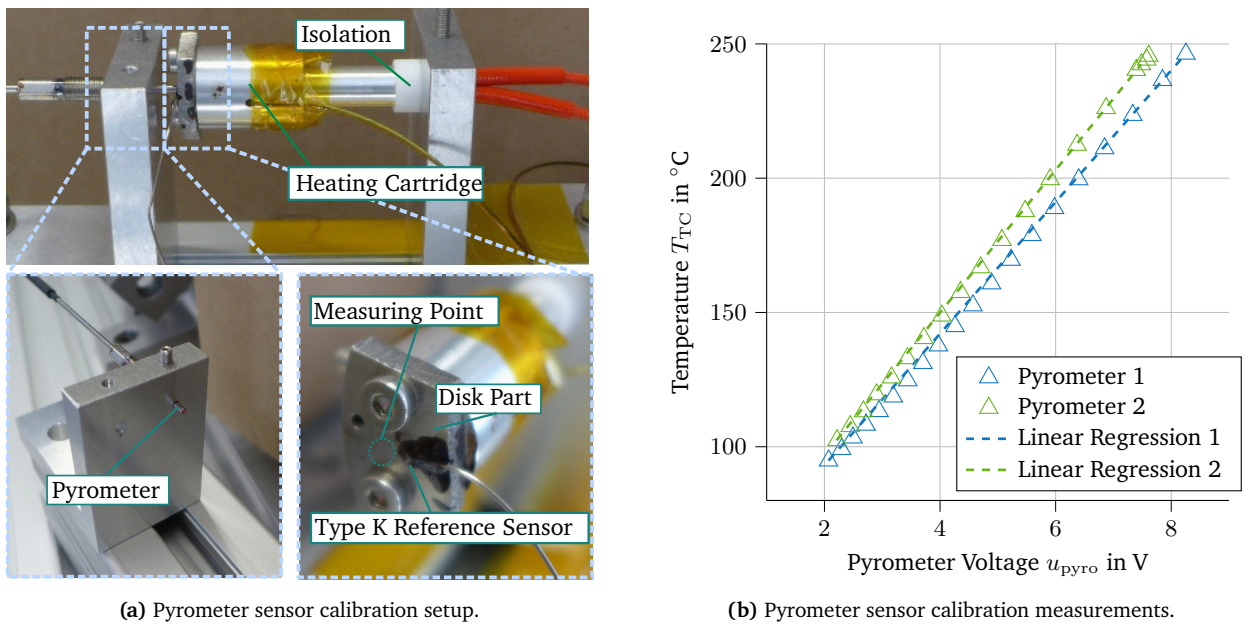 Isolation
Heating Cartridge
Measuring Point
Disk Part
Pyrometer
Type K Reference Sensor
(a) Pyrometer sensor calibration setup.
250
200
150
100
Temperature T_TC in °C
2 4 6 8
Pyrometer Voltage u_pyro in V
Pyrometer 1
Pyrometer 2
Linear Regression 1
Linear Regression 2
(b) Pyrometer sensor calibration measurements.